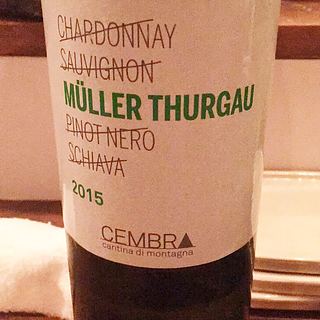 CHARDONNAY
SAUVIGNON
MÜLLER THURGAU
PINOT NERO
SCHIAVA
2015
CEMBRA
cantina di montagna